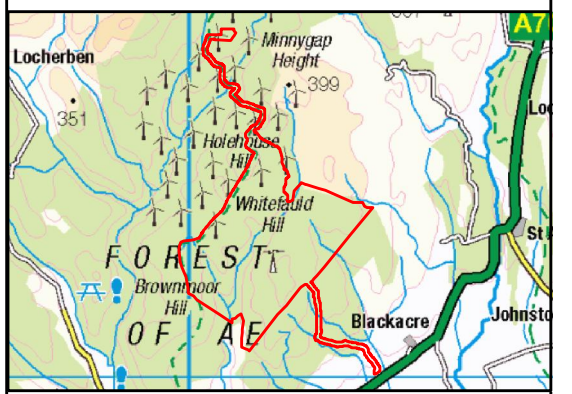 A70
Minnygap
Height
Locherben
399
351
Loc
Holehouse
Hill
Whitefauld
Hill
St
FOREST
Brownmoor
Hill
Johnsto
Blackacre
OF AE